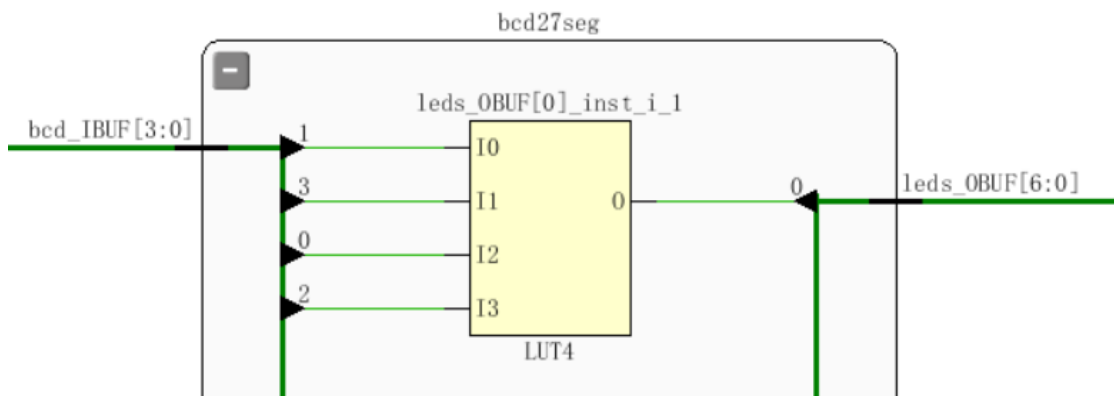 bcd27seg
−
leds_OBUF[0]_inst_i_1
bcd_IBUF[3:0]
1
I0
3
I1
O
0
leds_OBUF[6:0]
0
I2
2
I3
LUT4